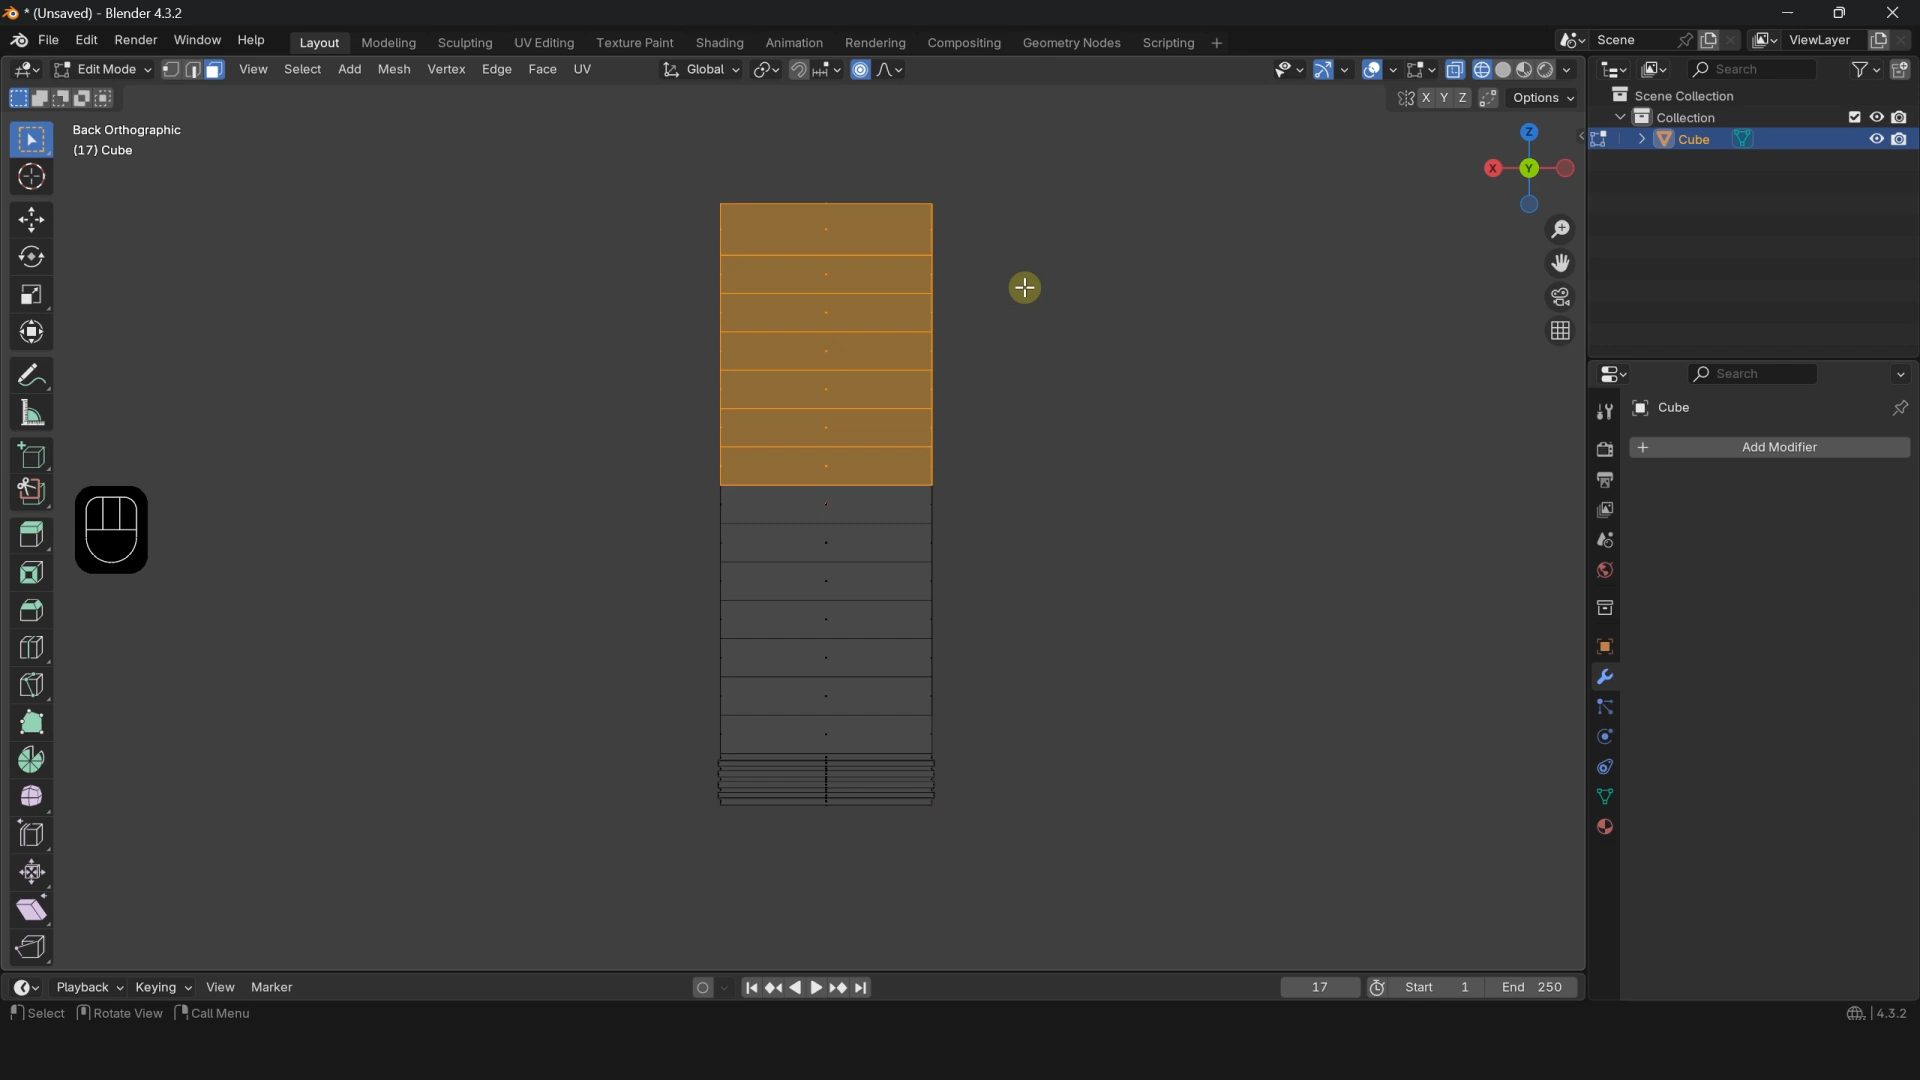 * (Unsaved) - Blender 4.3.2
File Edit Render Window Help Layout Modeling Sculpting UV Editing Texture Paint Shading Animation Rendering Compositing Geometry Nodes Scripting + Scene ViewLayer
Edit Mode View Select Add Mesh Vertex Edge Face UV Global Search
X Y Z Options Scene Collection
Back Orthographic Collection
(17) Cube Cube
Z
X Y
Search
Cube
Add Modifier
Playback Keying View Marker 17 Start 1 End 250
Select Rotate View Call Menu 4.3.2